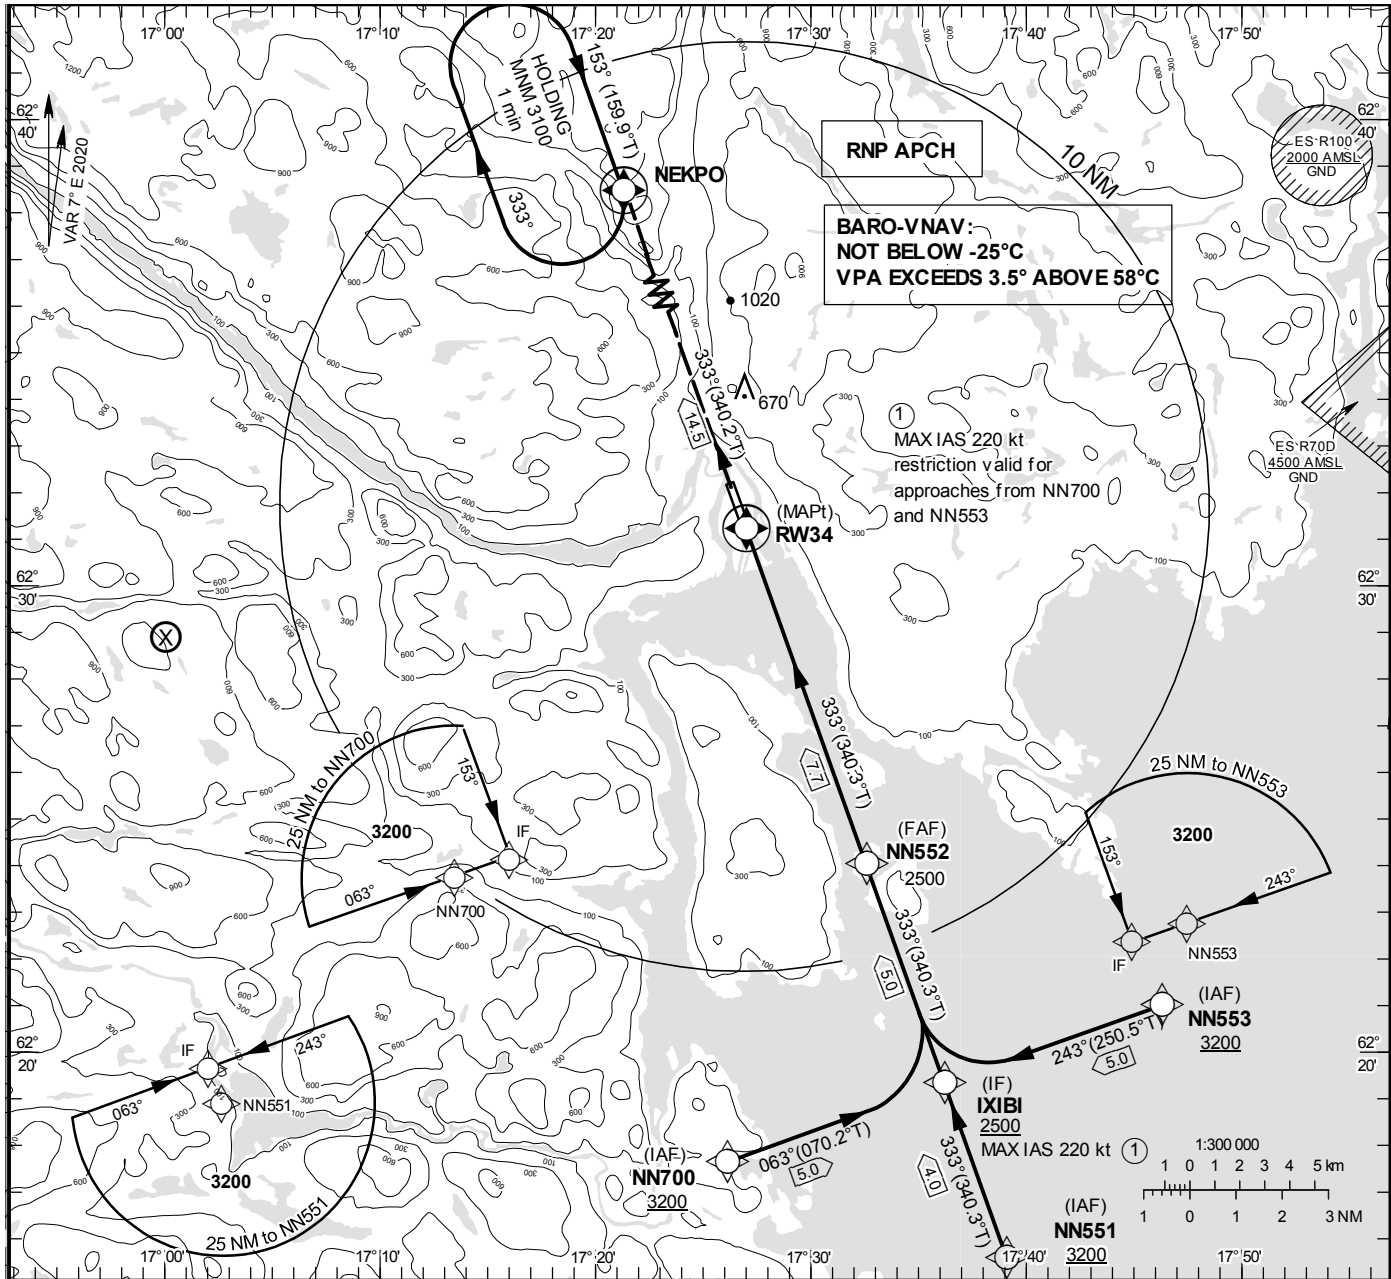 17° 00'
17° 10'
17° 20'
17° 30'
17° 40'
17° 50'
62°
40'
VAR 7° E 2020
HOLDING
MNM 3100
1 min
153° (159.9°T)
333°
NEKPO
RNP APCH
10 NM
ES R100
2000 AMSL
GND
62°
40'
BARO-VNAV:
NOT BELOW -25°C
VPA EXCEEDS 3.5° ABOVE 58°C
1020
670
333°(340.2°T)
14.5
1
MAX IAS 220 kt
restriction valid for
approaches from NN700
and NN553
ES R70D
4500 AMSL
GND
(MAPt)
RW34
62°
30'
62°
30'
X
333°(340.3°T)
7.7
25 NM to NN700
3200
153°
IF
063°
NN700
(FAF)
NN552
2500
25 NM to NN553
3200
153°
243°
IF
NN553
333°(340.3°T)
5.0
(IAF)
NN553
3200
243°(250.5°T)
5.0
62°
20'
IF
243°
063°
NN551
3200
25 NM to NN551
62°
20'
(IF)
IXIBI
2500
MAX IAS 220 kt 1
(IAF)
NN700
3200
063°(070.2°T)
5.0
333°(340.3°T)
4.0
(IAF)
NN551
3200
1:300 000
1 0 1 2 3 4 5 km
1 0 1 2 3 NM
17° 00'
17° 10'
17° 20'
17° 30'
17° 40'
17° 50'